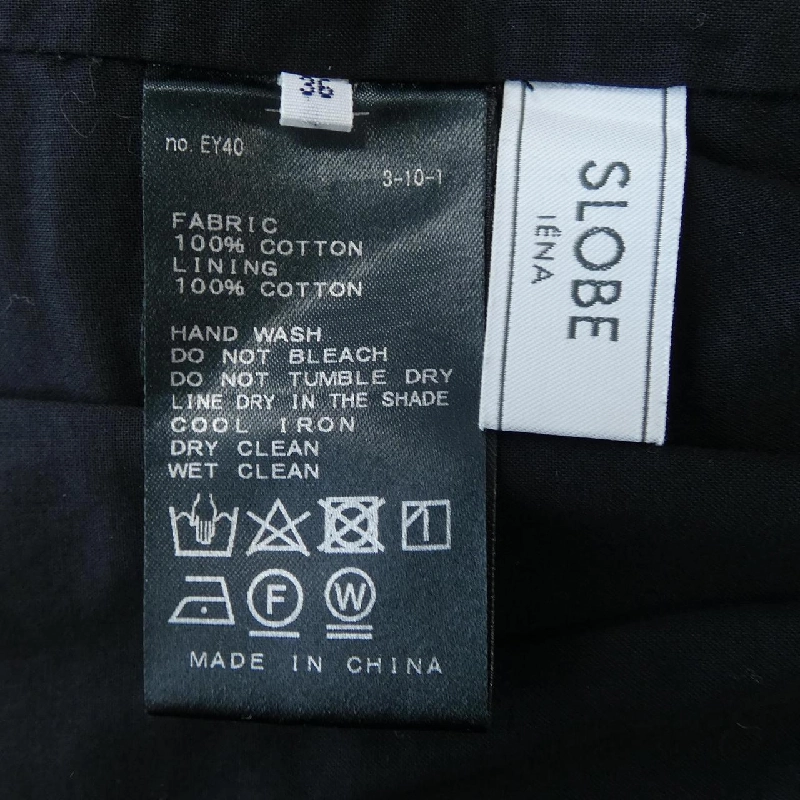 36
no. EY40
3-10-1
FABRIC
100% COTTON
LINING
100% COTTON
HAND WASH
DO NOT BLEACH
DO NOT TUMBLE DRY
LINE DRY IN THE SHADE
COOL IRON
DRY CLEAN
WET CLEAN
F W
MADE IN CHINA
SLOBE
IÉNA